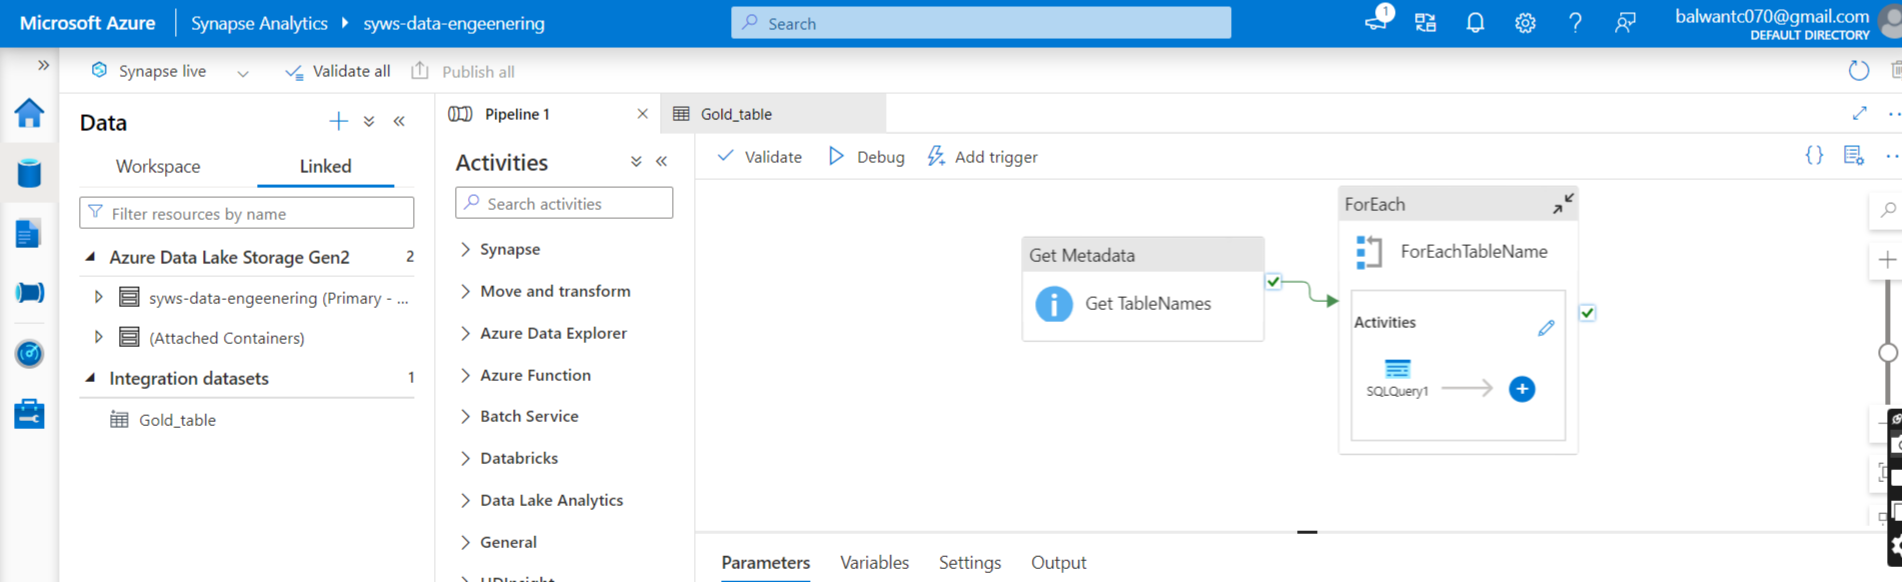 Microsoft Azure
Synapse Analytics
syws-data-engeenering
Search
1
balwantc070@gmail.com
DEFAULT DIRECTORY
Synapse live
Validate all
Publish all
Data
Workspace
Linked
Filter resources by name
Azure Data Lake Storage Gen2 2
syws-data-engeenering (Primary - ...
(Attached Containers)
Integration datasets 1
Gold_table
Pipeline 1
Gold_table
Activities
Search activities
Synapse
Move and transform
Azure Data Explorer
Azure Function
Batch Service
Databricks
Data Lake Analytics
General
HDInsight
Validate
Debug
Add trigger
Get Metadata
Get TableNames
ForEach
ForEachTableName
Activities
SQLQuery1
Parameters
Variables
Settings
Output